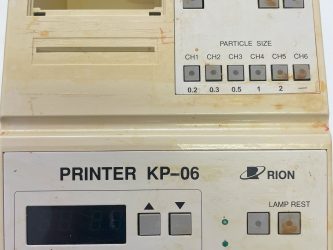 PARTICLE SIZE
CH1 CH2 CH3 CH4 CH5 CH6
0.2 0.3 0.5 1 2
PRINTER KP-06
RION
LAMP REST